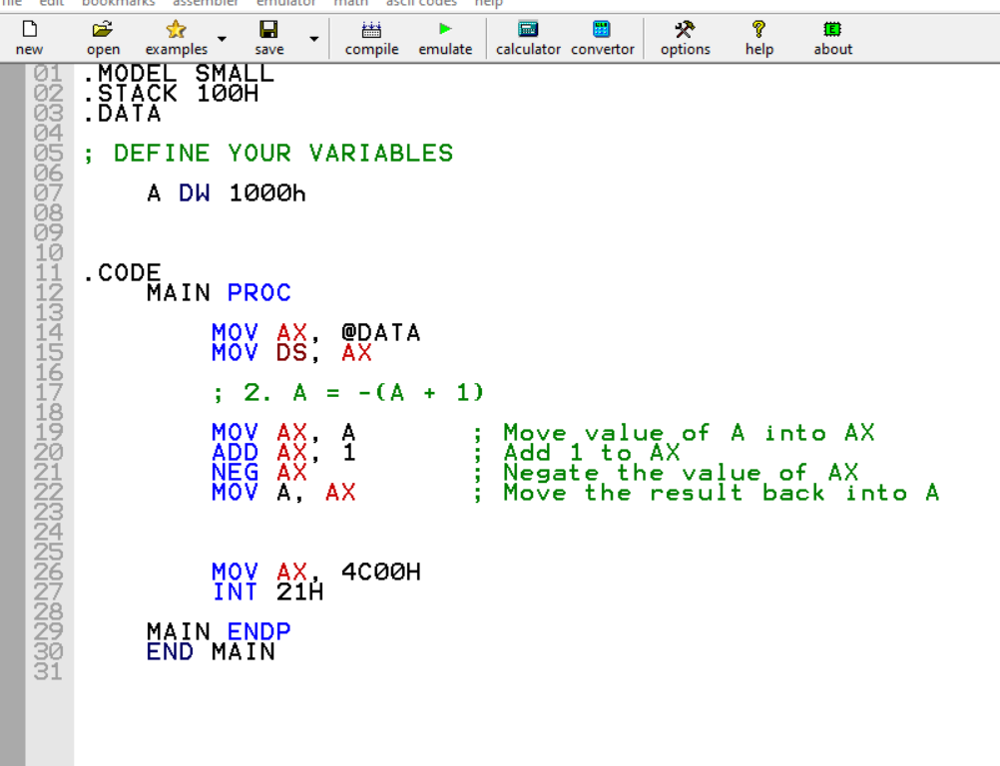 file edit bookmarks assembler emulator math ascii codes help
new open examples save compile emulate calculator convertor options help about
01 .MODEL SMALL
02 .STACK 100H
03 .DATA
04
05 ; DEFINE YOUR VARIABLES
06
07 A DW 1000h
08
09
10
11 .CODE
12 MAIN PROC
13
14 MOV AX, @DATA
15 MOV DS, AX
16
17 ; 2. A = -(A + 1)
18
19 MOV AX, A ; Move value of A into AX
20 ADD AX, 1 ; Add 1 to AX
21 NEG AX ; Negate the value of AX
22 MOV A, AX ; Move the result back into A
23
24
25
26 MOV AX, 4C00H
27 INT 21H
28
29 MAIN ENDP
30 END MAIN
31